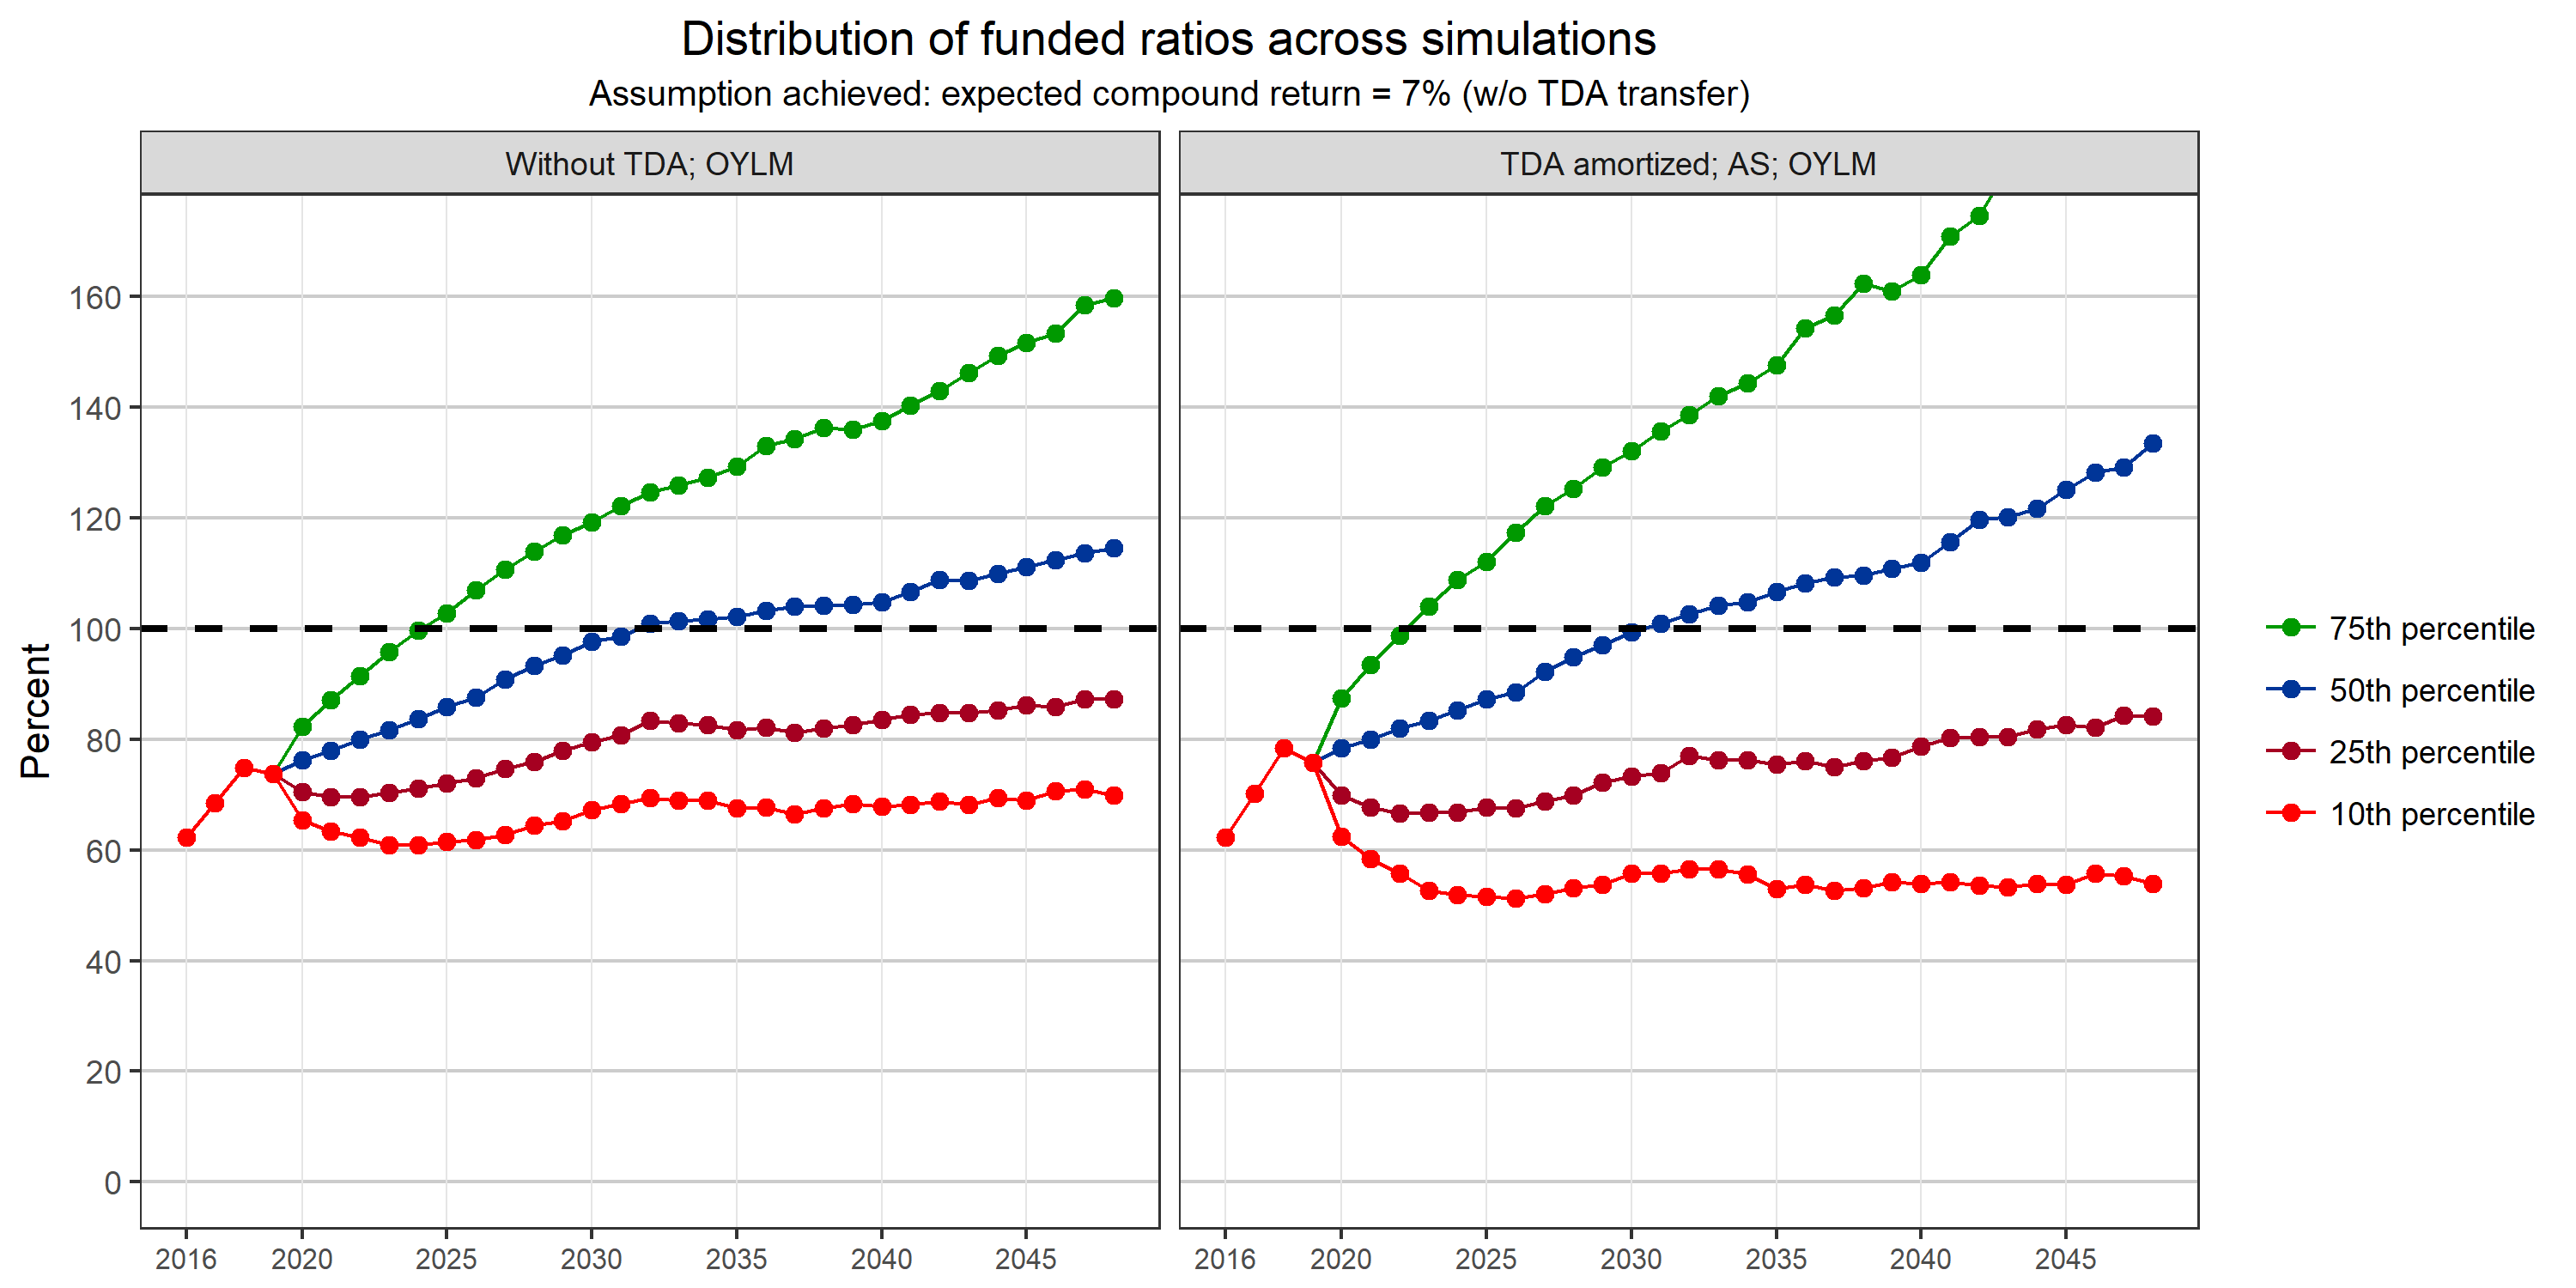 Distribution of funded ratios across simulations
Assumption achieved: expected compound return = 7% (w/o TDA transfer)
Without TDA; OYLM
TDA amortized; AS; OYLM
Percent
160
140
120
100
80
60
40
20
0
2016 2020 2025 2030 2035 2040 2045
2016 2020 2025 2030 2035 2040 2045
75th percentile
50th percentile
25th percentile
10th percentile